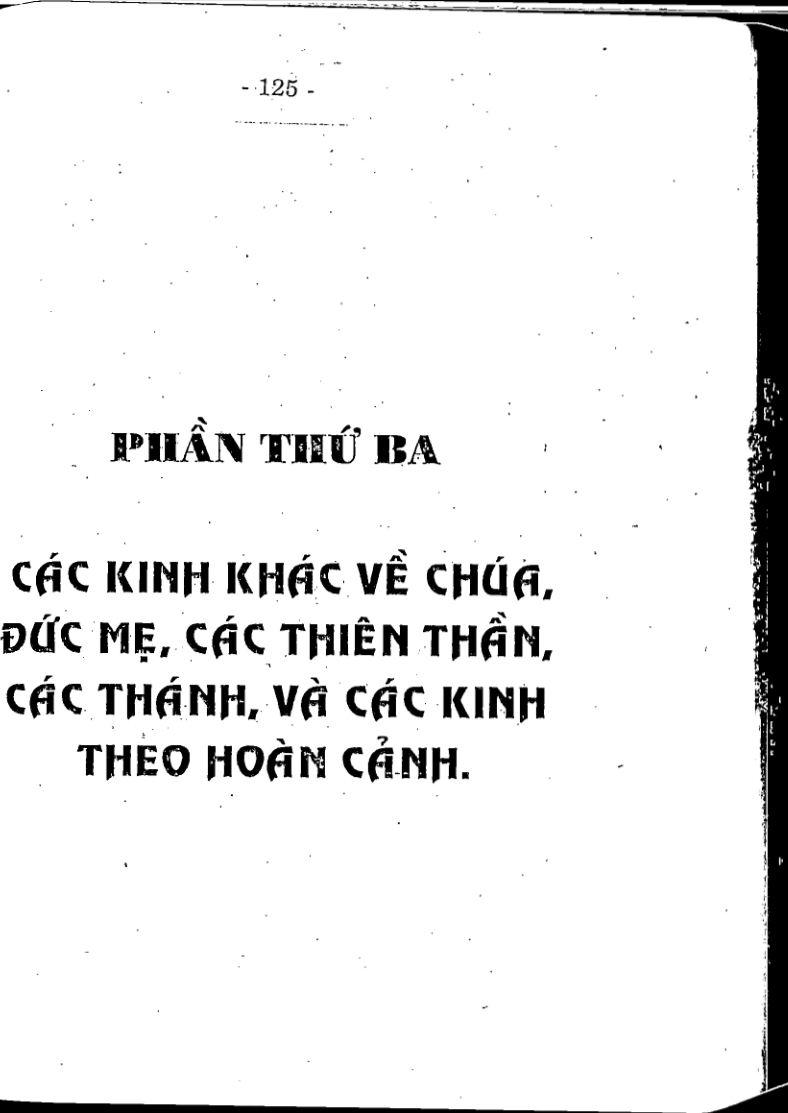 - 125 -
PHẦN THỨ BA
CÁC KINH KHÁC VỀ CHÚA,
ĐỨC MẸ, CÁC THIÊN THẦN,
CÁC THÁNH, VÀ CÁC KINH
THEO HOÀN CẢNH.